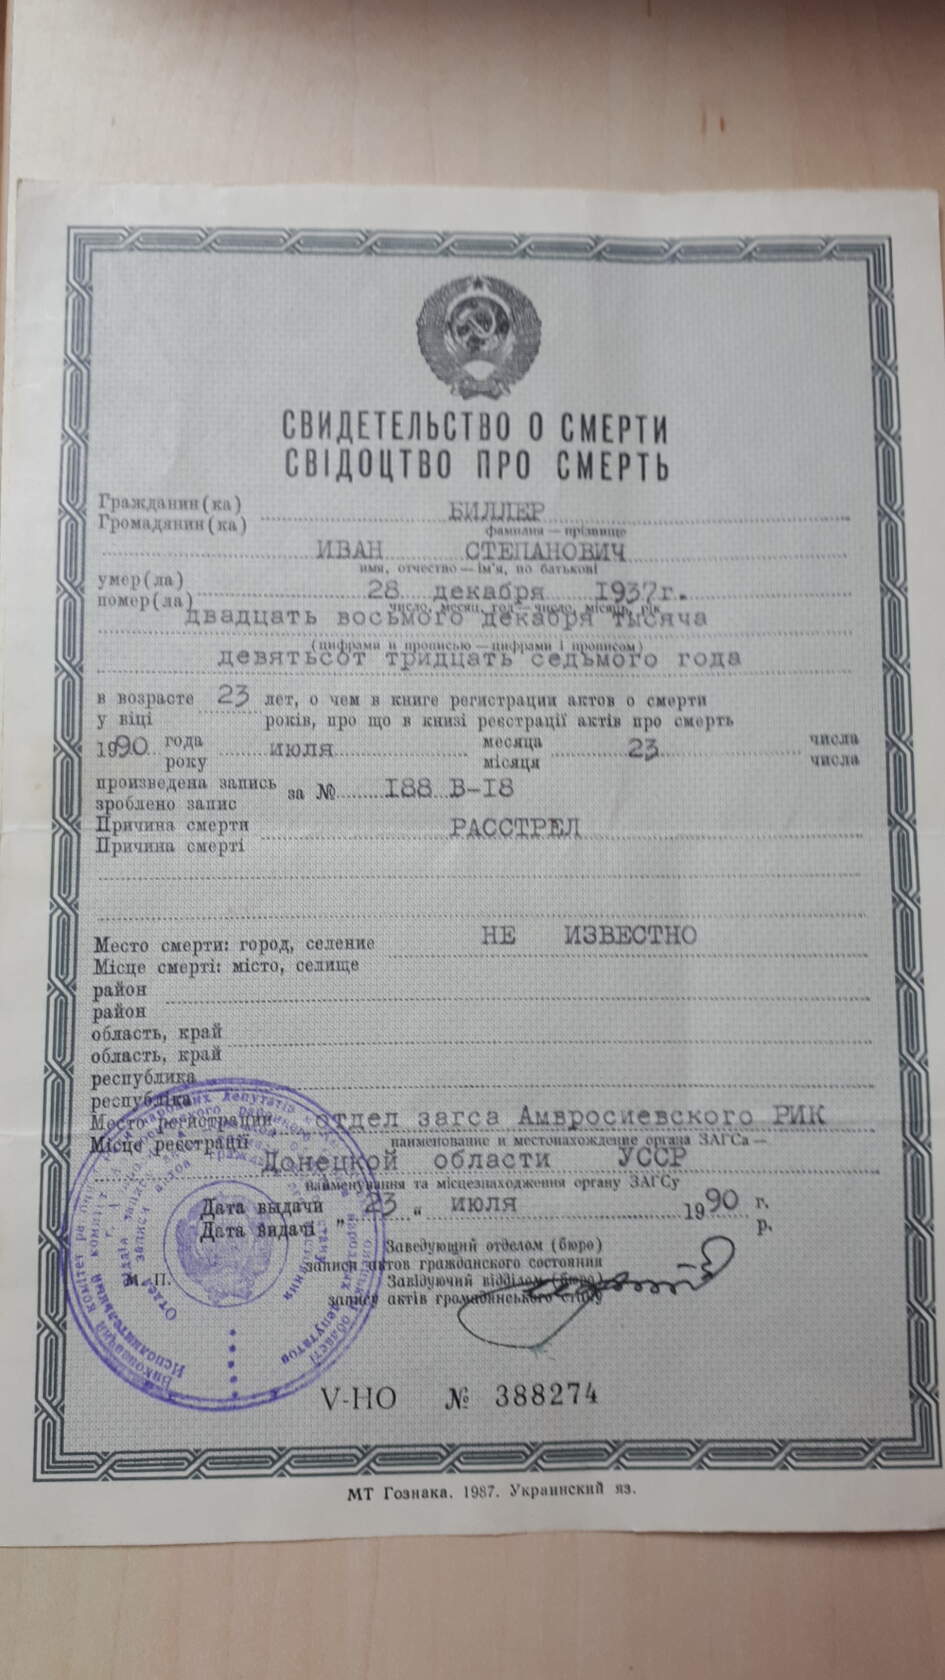 СВИДЕТЕЛЬСТВО О СМЕРТИ
СВІДОЦТВО ПРО СМЕРТЬ
Гражданин(ка)
Громадянин(ка)
БИЛЛЕР
фамилия — прізвище
ИВАН СТЕПАНОВИЧ
имя, отчество — ім'я, по батькові
умер(ла)
помер(ла)
28 декабря 1937г.
число, месяц, год — число, місяць, рік
двадцать восьмого декабря тысяча
(цифрами и прописью — цифрами і прописом)
девятьсот тридцать седьмого года
в возрасте 23 лет, о чем в книге регистрации актов о смерти
у віці років, про що в книзі реєстрації актів про смерть
1990 года июля месяца 23 числа
року місяця числа
произведена запись за № 188 В-18
зроблено запис
Причина смерти РАССТРЕЛ
Причина смерті
Место смерти: город, селение НЕ ИЗВЕСТНО
Місце смерті: місто, селище
район
район
область, край
область, край
республика
республіка
Место регистрации отдел загса Амвросиевского РИК
Місце реєстрації
наименование и местонахождение органа ЗАГСа —
Донецкой области УССР
найменування та місцезнаходження органу ЗАГСу
Дата выдачи
Дата видачі " 23 " июля 1990 г.
р.
Заведующий отделом (бюро)
записи актов гражданского состояния
Завідуючий відділом (бюро)
запису актів громадянського стану
М. П.
V-НО № 388274
МТ Гознака. 1987. Украинский яз.